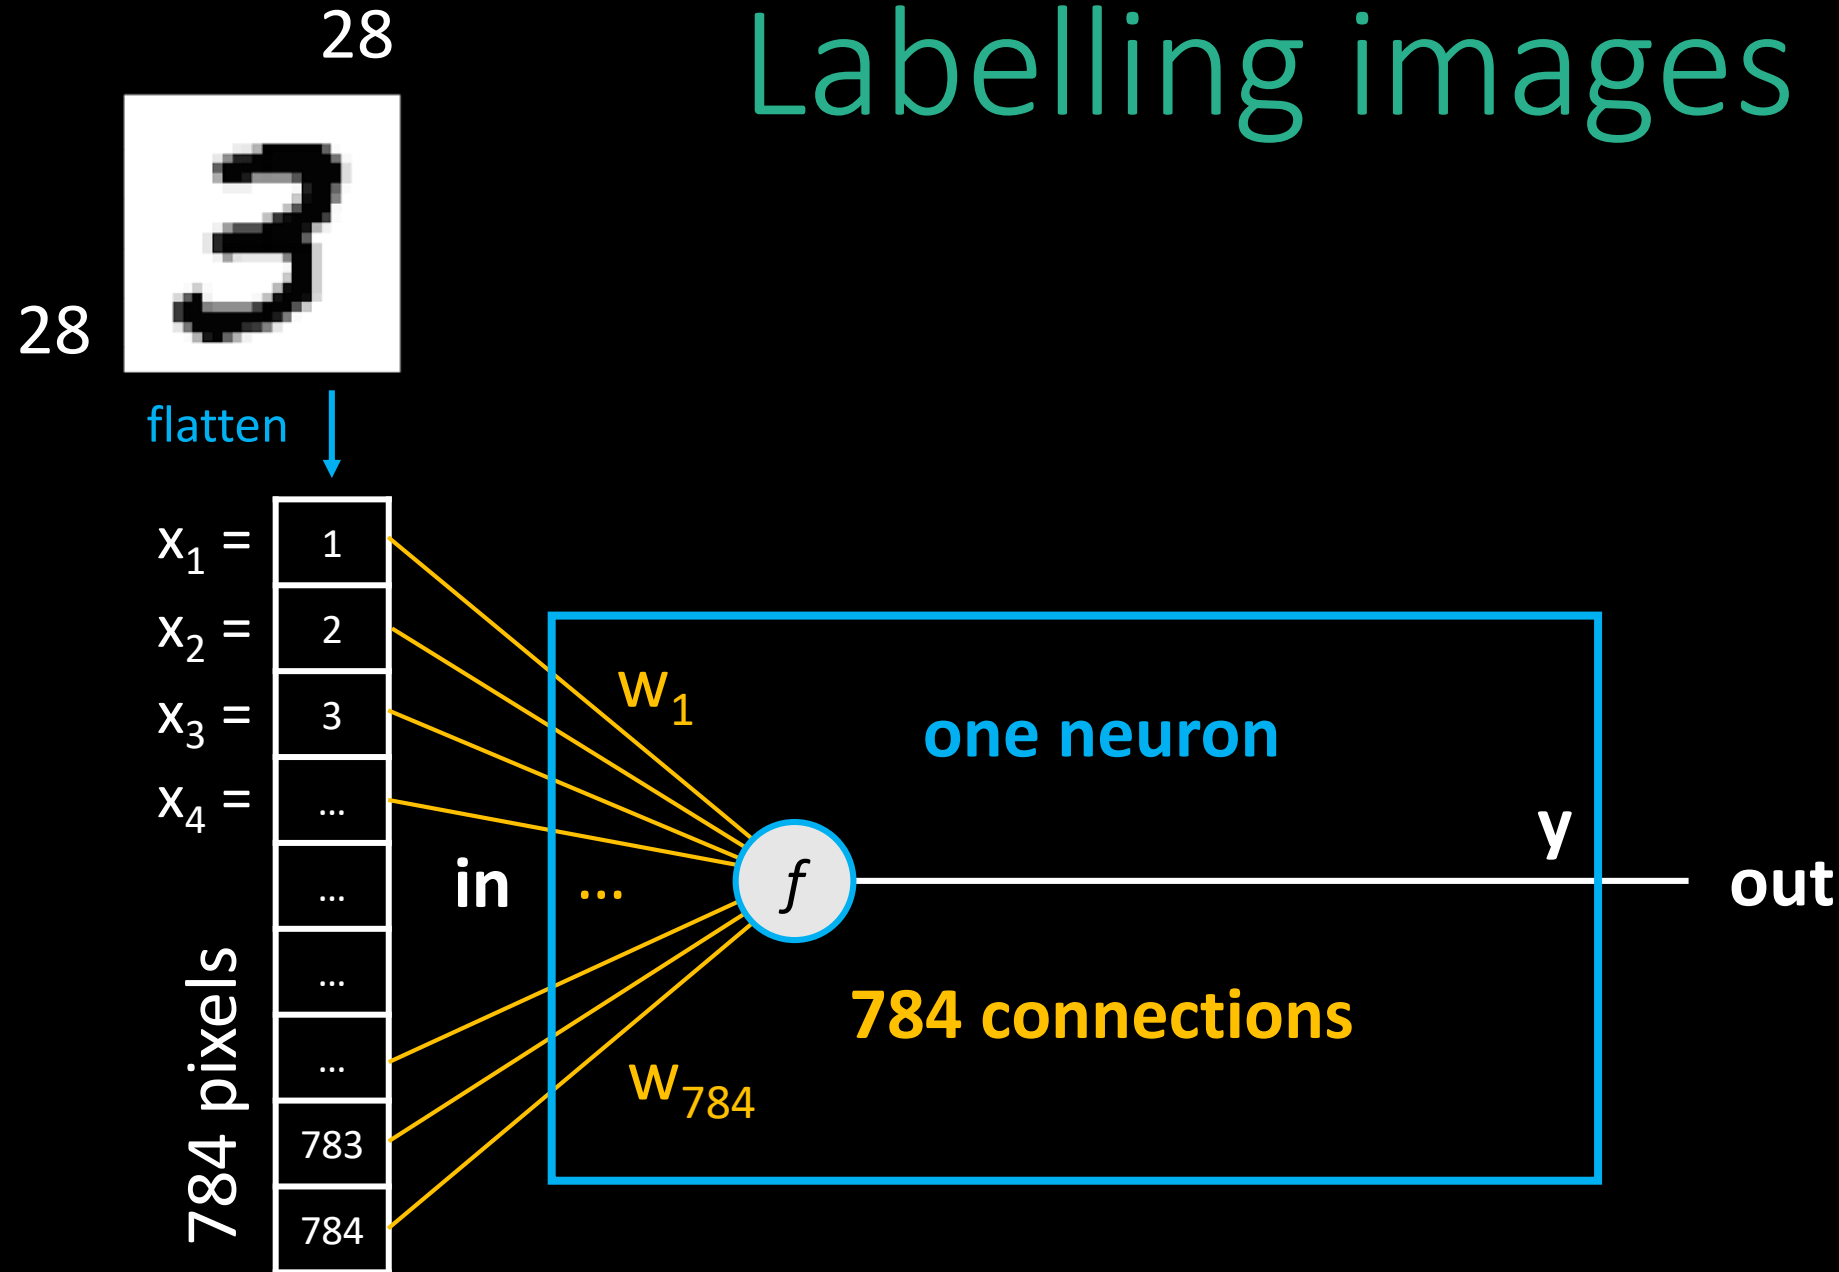 Labelling images
28
28
flatten
x1 = 1
x2 = 2
x3 = 3
x4 = ...
...
...
...
783
784
784 pixels
in
...
w1
w784
one neuron
f
784 connections
y
out
3